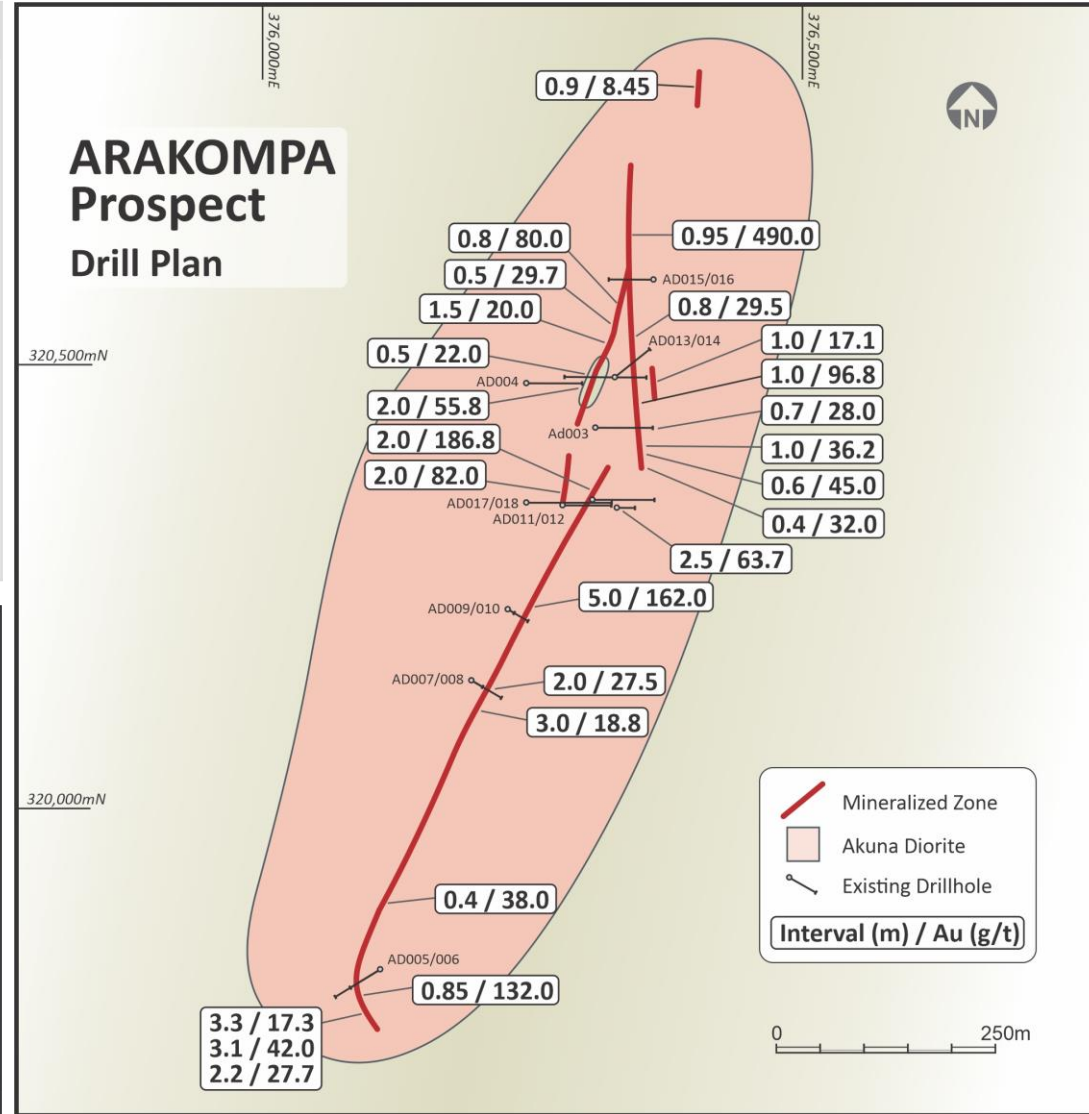 376,000mE
376,500mE
0.9 / 8.45
N
ARAKOMPA
Prospect
Drill Plan
0.8 / 80.0
0.95 / 490.0
0.5 / 29.7
AD015/016
1.5 / 20.0
0.8 / 29.5
AD013/014
320,500mN
0.5 / 22.0
1.0 / 17.1
AD004
1.0 / 96.8
2.0 / 55.8
0.7 / 28.0
Ad003
2.0 / 186.8
1.0 / 36.2
2.0 / 82.0
0.6 / 45.0
AD017/018
AD011/012
0.4 / 32.0
2.5 / 63.7
AD009/010
5.0 / 162.0
AD007/008
2.0 / 27.5
3.0 / 18.8
320,000mN
Mineralized Zone
Akuna Diorite
Existing Drillhole
Interval (m) / Au (g/t)
0.4 / 38.0
AD005/006
0.85 / 132.0
3.3 / 17.3
3.1 / 42.0
2.2 / 27.7
0 250m